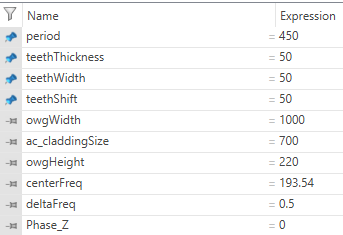 Name Expression
period = 450
teethThickness = 50
teethWidth = 50
teethShift = 50
owgWidth = 1000
ac_claddingSize = 700
owgHeight = 220
centerFreq = 193.54
deltaFreq = 0.5
Phase_Z = 0